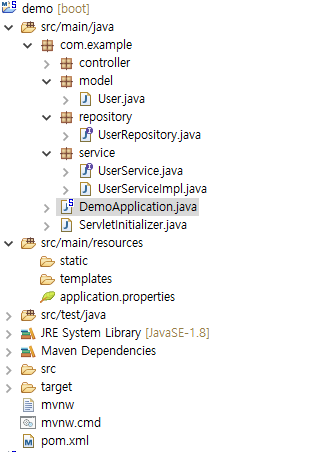 demo [boot]
src/main/java
com.example
controller
model
User.java
repository
UserRepository.java
service
UserService.java
UserServiceImpl.java
DemoApplication.java
ServletInitializer.java
src/main/resources
static
templates
application.properties
src/test/java
JRE System Library [JavaSE-1.8]
Maven Dependencies
src
target
mvnw
mvnw.cmd
pom.xml